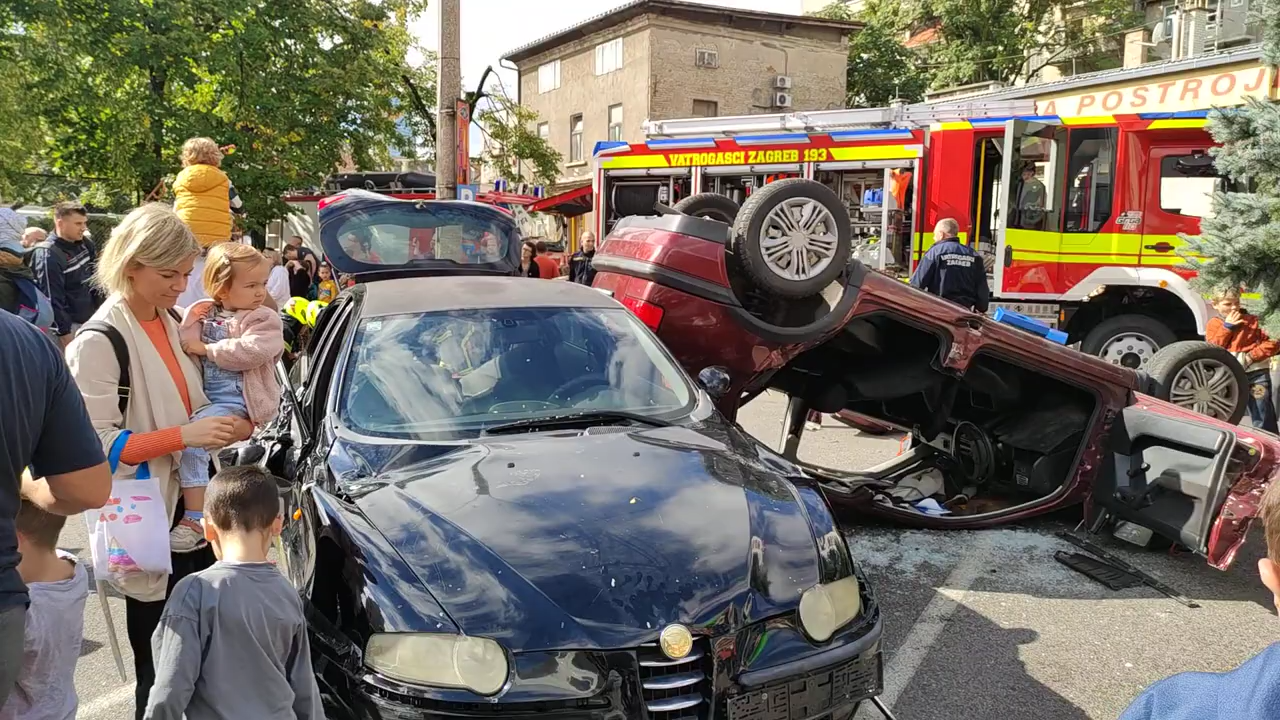 A POSTROJ
VATROGASCI ZAGREB 193
VATROGASCI
ZAGREB